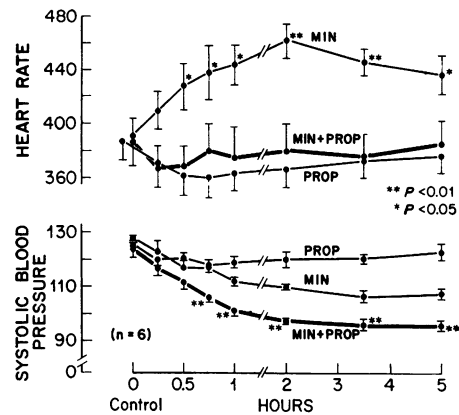 HEART RATE
480
440
400
360
MIN
**
*
*
*
**
*
MIN+PROP
PROP
** P <0.01
* P <0.05
SYSTOLIC BLOOD
PRESSURE
130
110
90
0
PROP
MIN
MIN+PROP
**
**
**
**
**
(n = 6)
0 0.5 1 2 3 4 5
Control HOURS